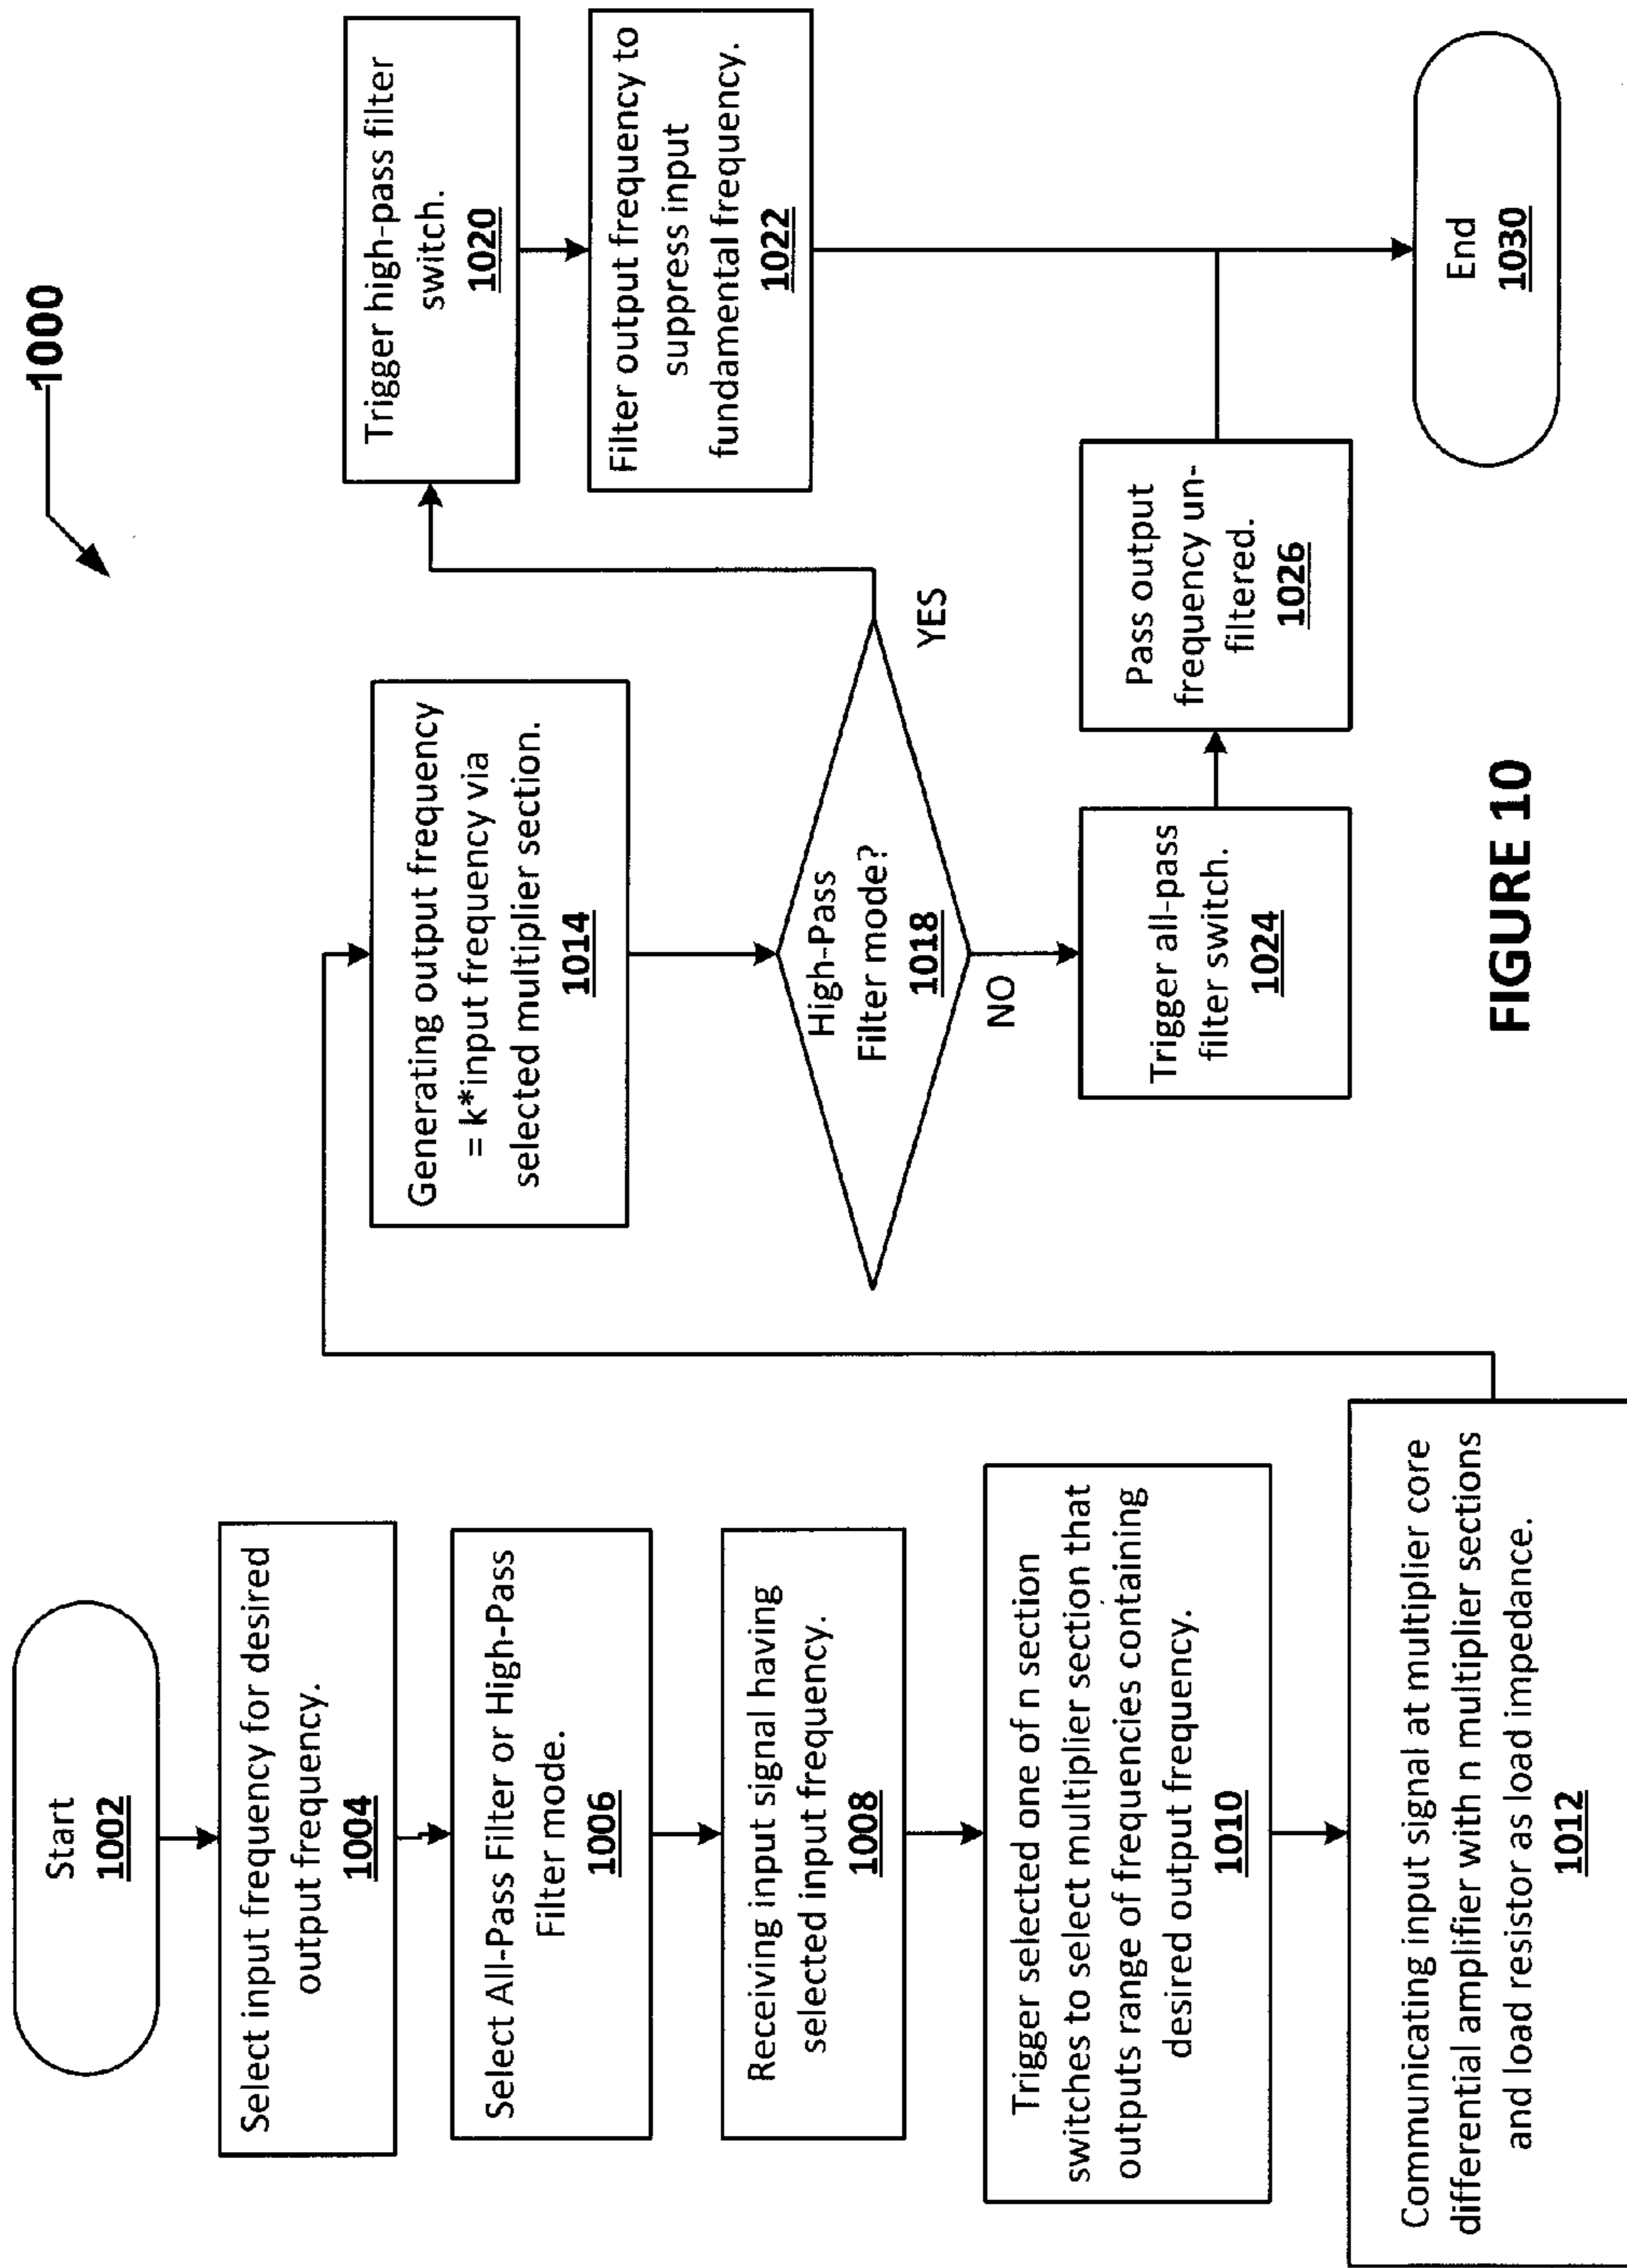 1000
Start
1002
Select input frequency for desired
output frequency.
1004
Select All-Pass Filter or High-Pass
Filter mode.
1006
Receiving input signal having
selected input frequency.
1008
Trigger selected one of n section
switches to select multiplier section that
outputs range of frequencies containing
desired output frequency.
1010
Communicating input signal at multiplier core
differential amplifier with n multiplier sections
and load resistor as load impedance.
1012
Generating output frequency
= k*input frequency via
selected multiplier section.
1014
High-Pass
Filter mode?
1018
YES
NO
Trigger high-pass filter
switch.
1020
Filter output frequency to
suppress input
fundamental frequency.
1022
Trigger all-pass
filter switch.
1024
Pass output
frequency un-
filtered.
1026
End
1030
FIGURE 10